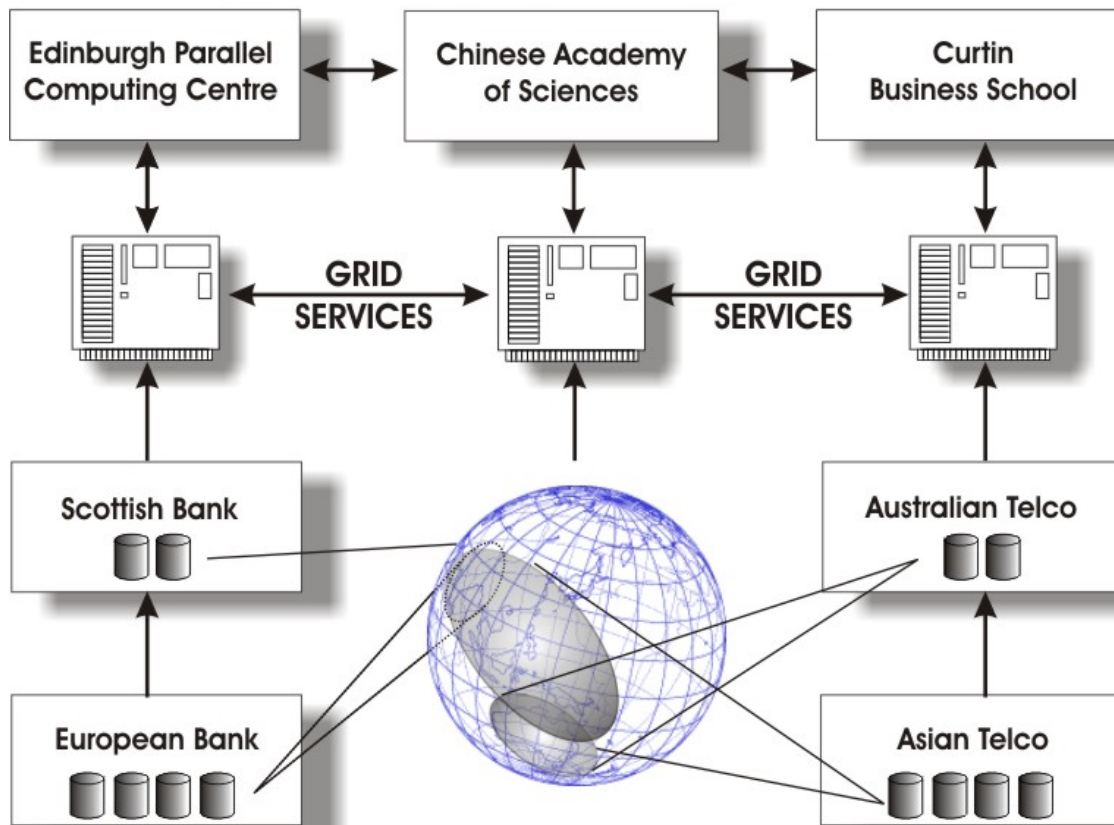 Edinburgh Parallel
Computing Centre
Chinese Academy
of Sciences
Curtin
Business School
GRID
SERVICES
GRID
SERVICES
Scottish Bank
Australian Telco
European Bank
Asian Telco